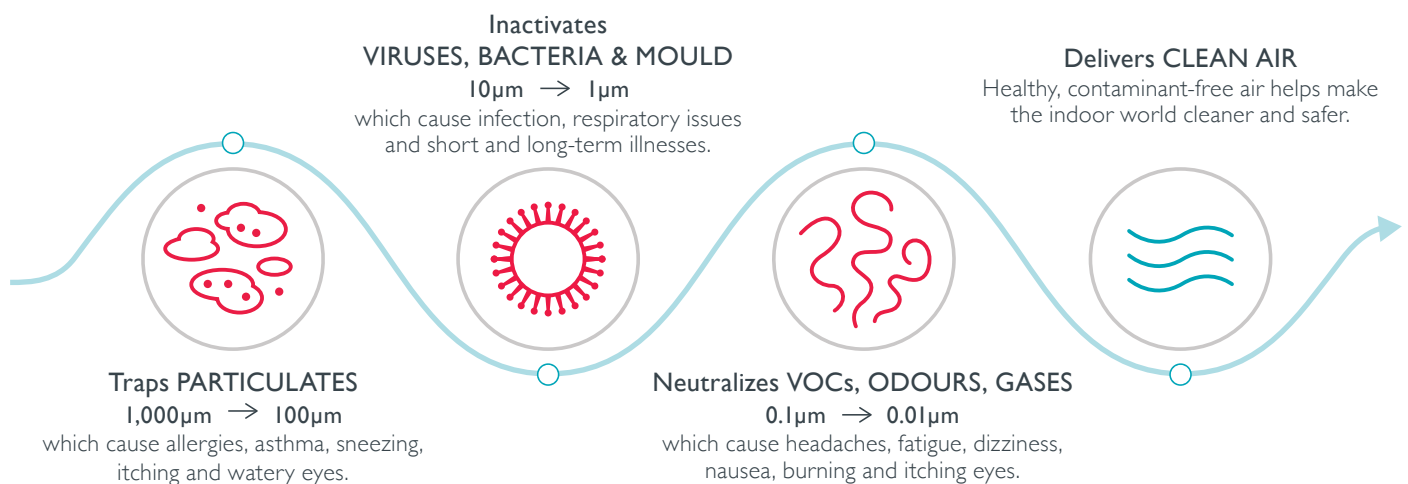 Traps PARTICULATES
1,000µm → 100µm
which cause allergies, asthma, sneezing,
itching and watery eyes.
Inactivates
VIRUSES, BACTERIA & MOULD
10µm → 1µm
which cause infection, respiratory issues
and short and long-term illnesses.
Neutralizes VOCs, ODOURS, GASES
0.1µm → 0.01µm
which cause headaches, fatigue, dizziness,
nausea, burning and itching eyes.
Delivers CLEAN AIR
Healthy, contaminant-free air helps make
the indoor world cleaner and safer.